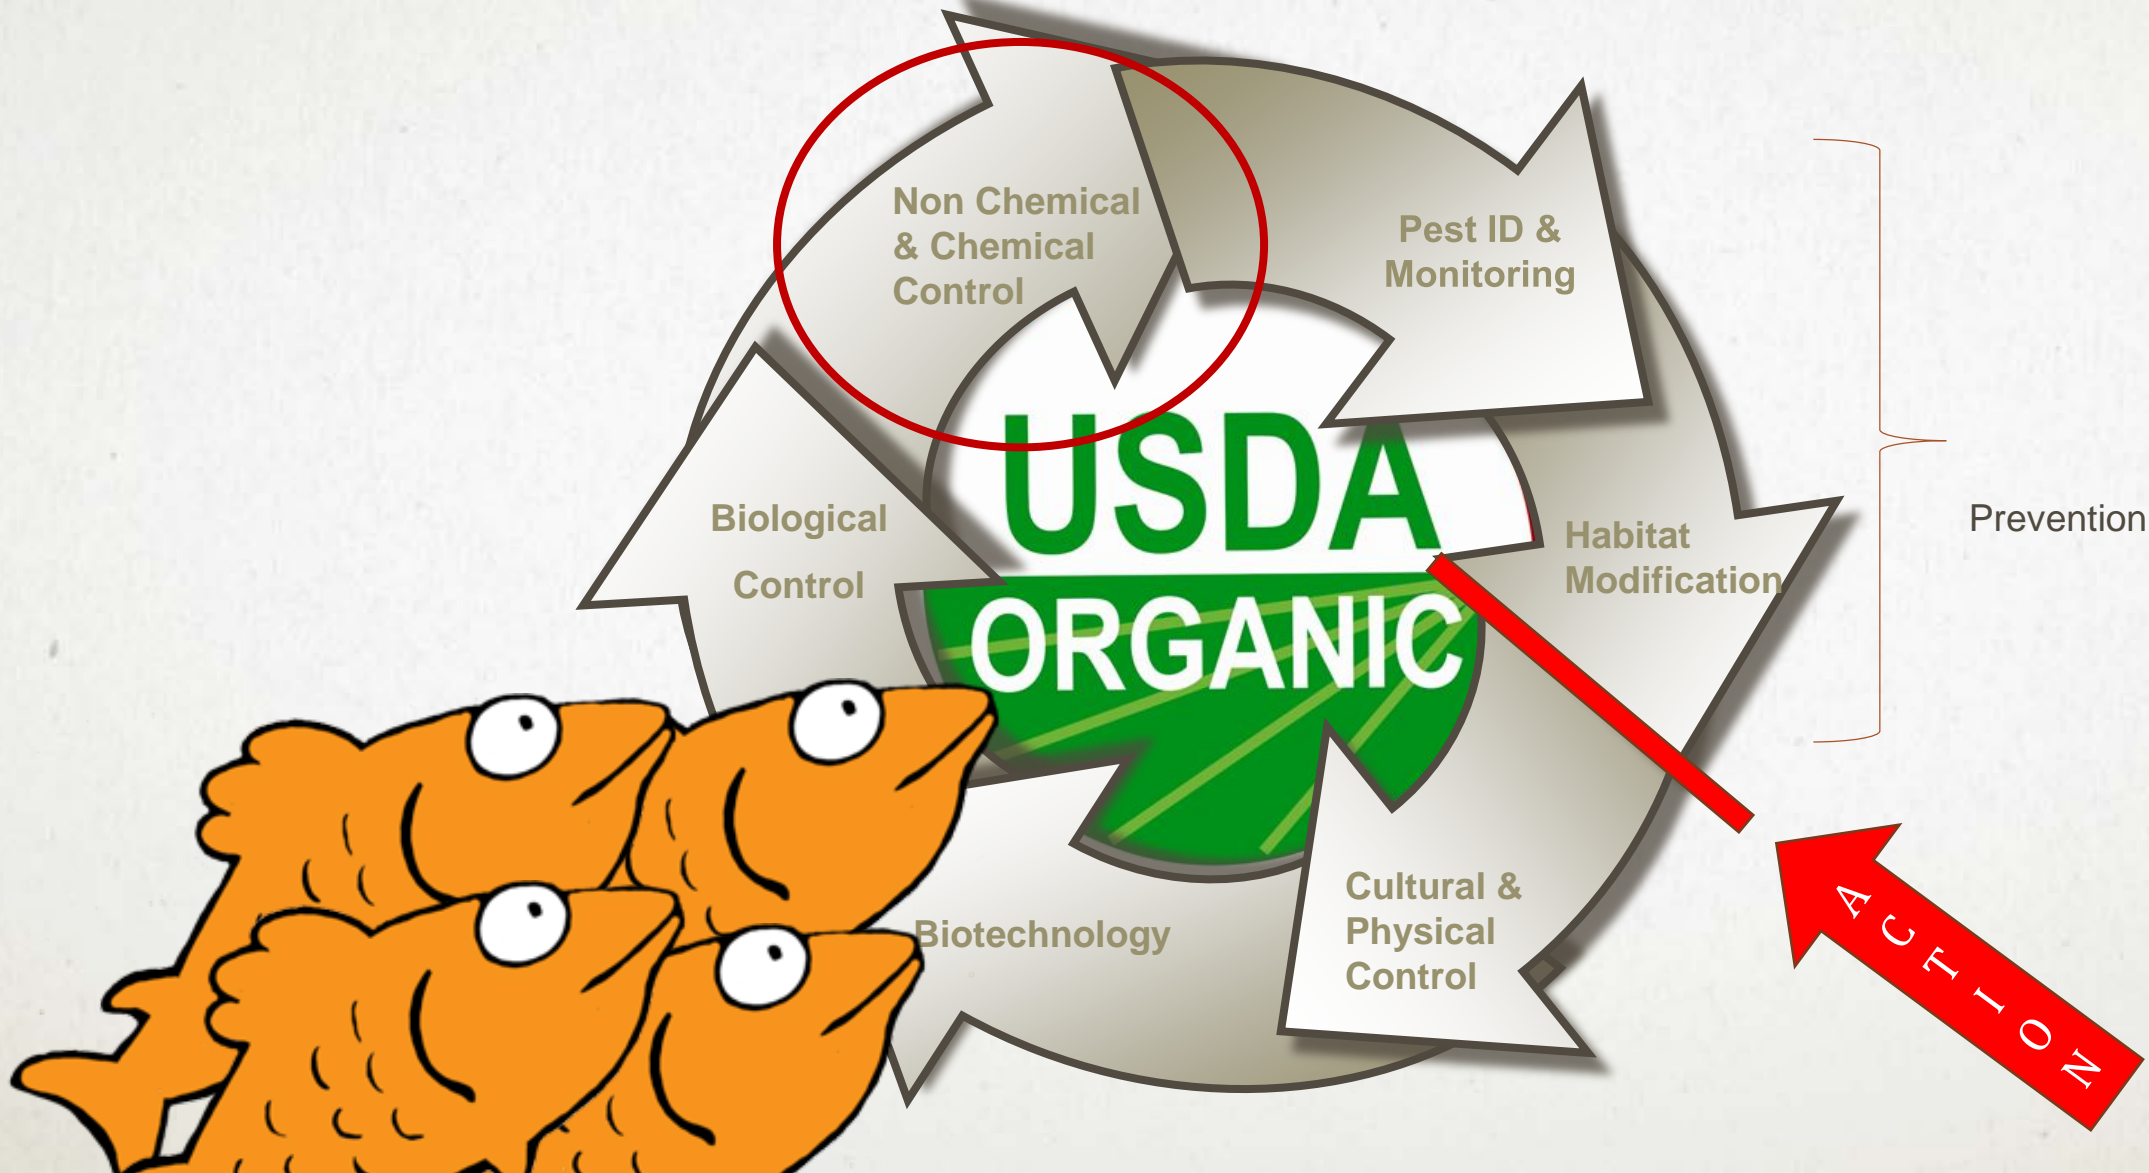 Non Chemical
& Chemical
Control
Pest ID &
Monitoring
Habitat
Modification
Prevention
Cultural &
Physical
Control
Biotechnology
Biological
Control
USDA
ORGANIC
ACTION